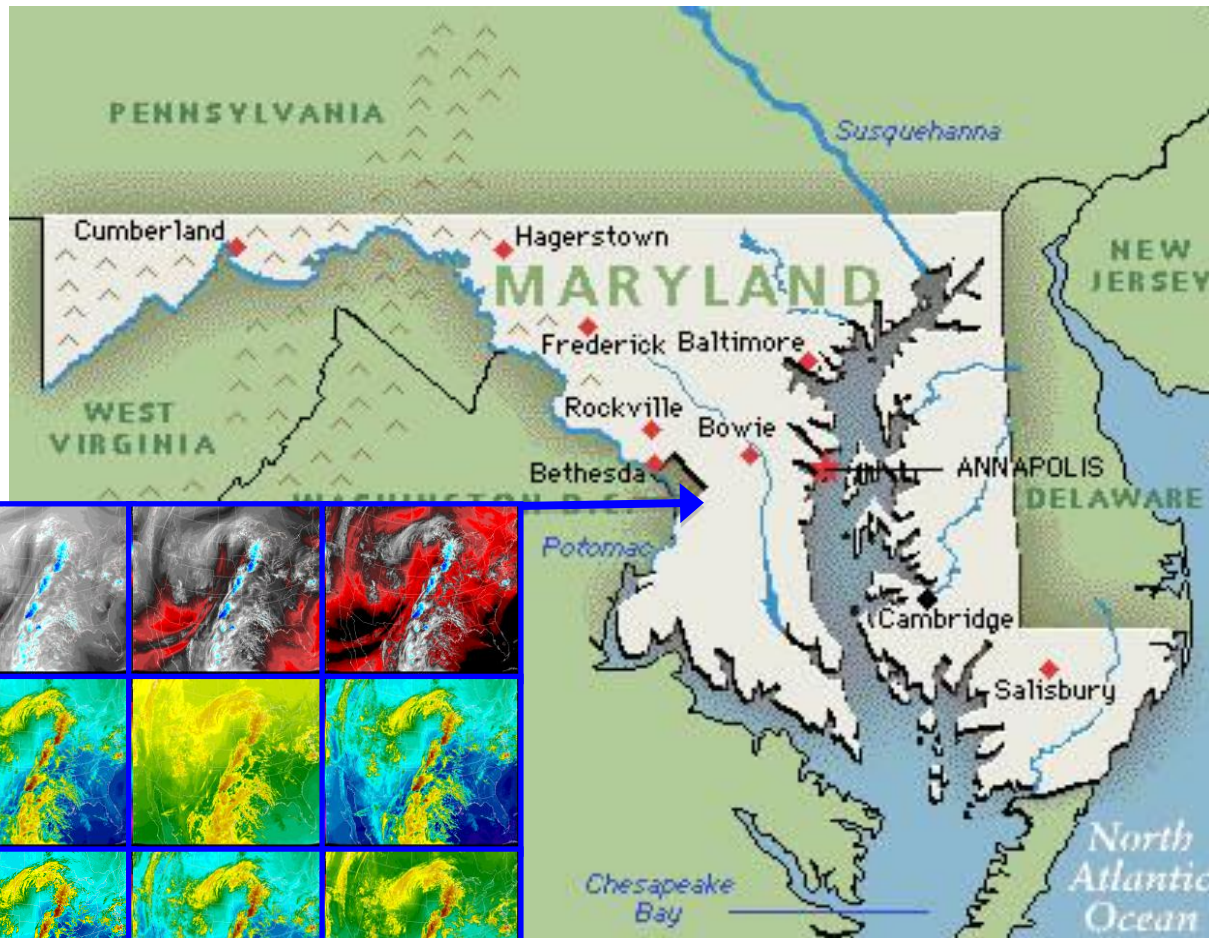 PENNSYLVANIA
Susquehanna
Cumberland
Hagerstown
NEW
JERSEY
MARYLAND
Frederick
Baltimore
WEST
VIRGINIA
Rockville
Bowie
Bethesda
ANNAPOLIS
WASHINGTON D.C.
DELAWARE
Potomac
Cambridge
Salisbury
North
Atlantic
Ocean
Chesapeake
Bay